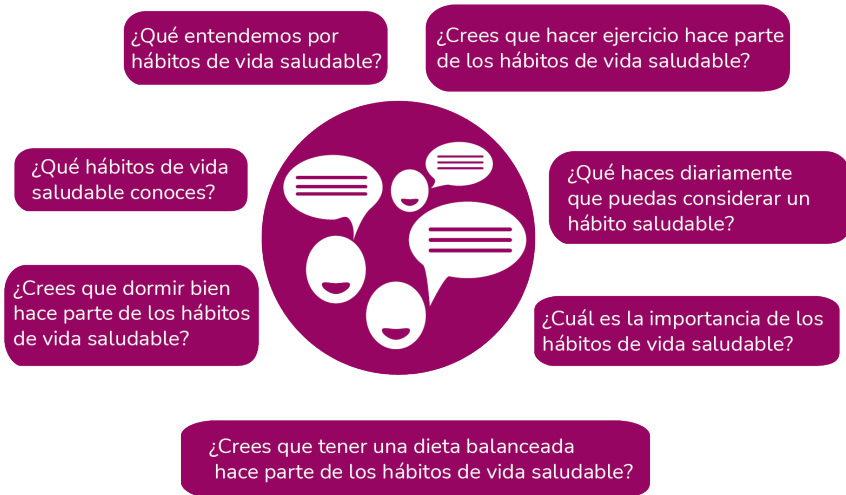 ¿Qué entendemos por
hábitos de vida saludable?
¿Crees que hacer ejercicio hace parte
de los hábitos de vida saludable?
¿Qué hábitos de vida
saludable conoces?
¿Qué haces diariamente
que puedas considerar un
hábito saludable?
¿Crees que dormir bien
hace parte de los hábitos
de vida saludable?
¿Cuál es la importancia de los
hábitos de vida saludable?
¿Crees que tener una dieta balanceada
hace parte de los hábitos de vida saludable?